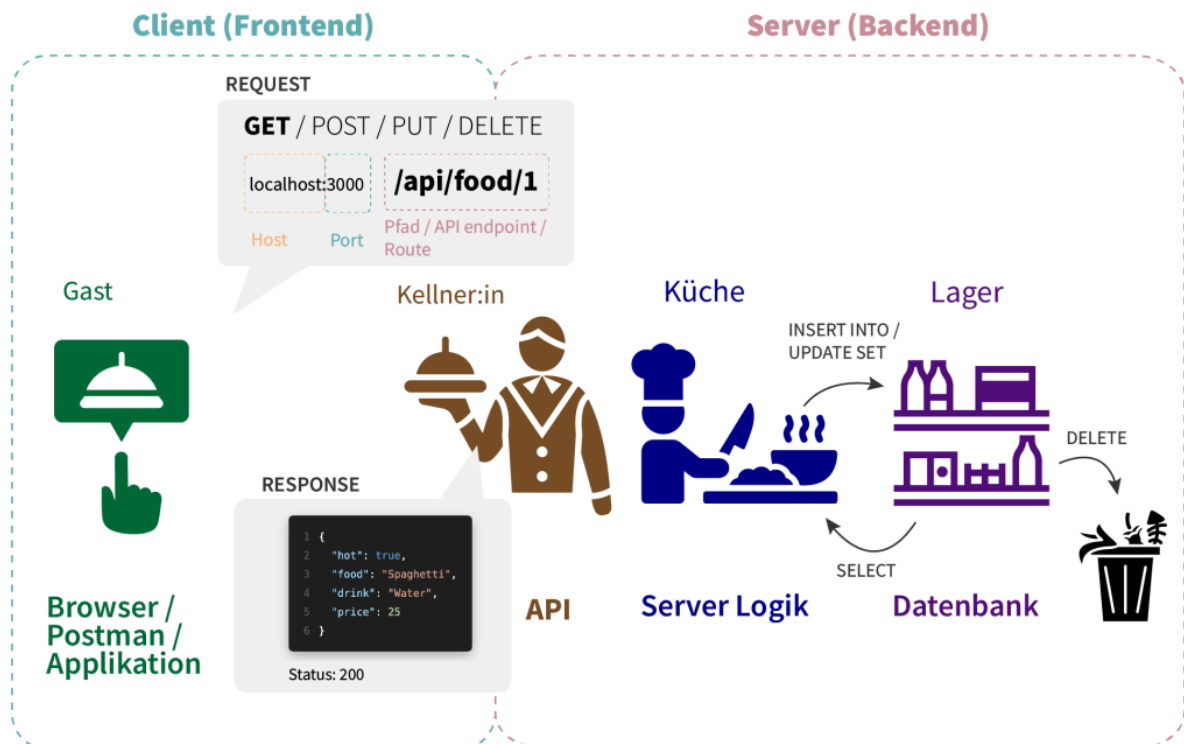 Client (Frontend)
Server (Backend)
REQUEST
GET / POST / PUT / DELETE
localhost:3000
/api/food/1
Host
Port
Pfad / API endpoint /
Route
Gast
Kellner:in
Küche
Lager
INSERT INTO /
UPDATE SET
DELETE
SELECT
RESPONSE
1 {
2 "hot": true,
3 "food": "Spaghetti",
4 "drink": "Water",
5 "price": 25
6 }
Status: 200
Browser /
Postman /
Applikation
API
Server Logik
Datenbank